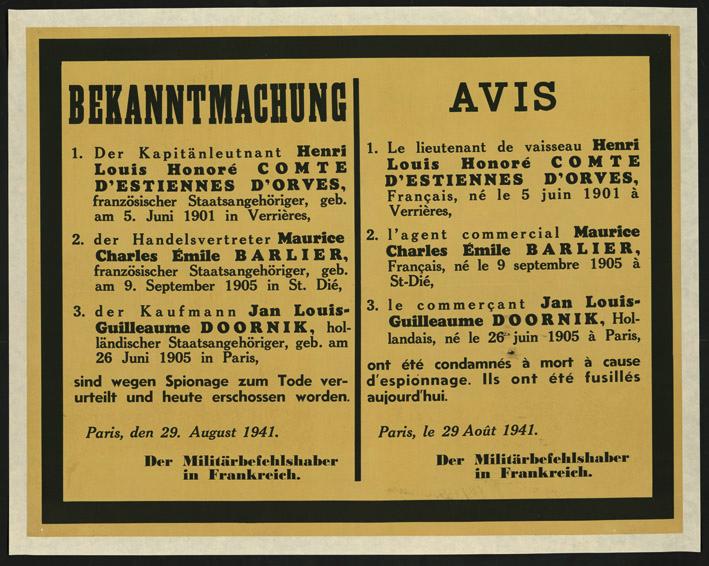 BEKANNTMACHUNG
1. Der Kapitänleutnant Henri
Louis Honoré COMTE
D'ESTIENNES D'ORVES,
französischer Staatsangehöriger, geb.
am 5. Juni 1901 in Verrières,
2. der Handelsvertreter Maurice
Charles Émile BARLIER,
französischer Staatsangehöriger, geb.
am 9. September 1905 in St. Dié,
3. der Kaufmann Jan Louis-
Guilleaume DOORNIK, hol-
ländischer Staatsangehöriger, geb. am
26 Juni 1905 in Paris,
sind wegen Spionage zum Tode ver-
urteilt und heute erschossen worden.
Paris, den 29. August 1941.
Der Militärbefehlshaber
in Frankreich.
AVIS
1. Le lieutenant de vaisseau Henri
Louis Honoré COMTE
D'ESTIENNES D'ORVES,
Français, né le 5 juin 1901 à
Verrières,
2. l'agent commercial Maurice
Charles Émile BARLIER,
Français, né le 9 septembre 1905 à
St-Dié,
3. le commerçant Jan Louis-
Guilleaume DOORNIK, Hol-
landais, né le 26 juin 1905 à Paris,
ont été condamnés à mort à cause
d'espionnage. Ils ont été fusillés
aujourd'hui.
Paris, le 29 Août 1941.
Der Militärbefehlshaber
in Frankreich.